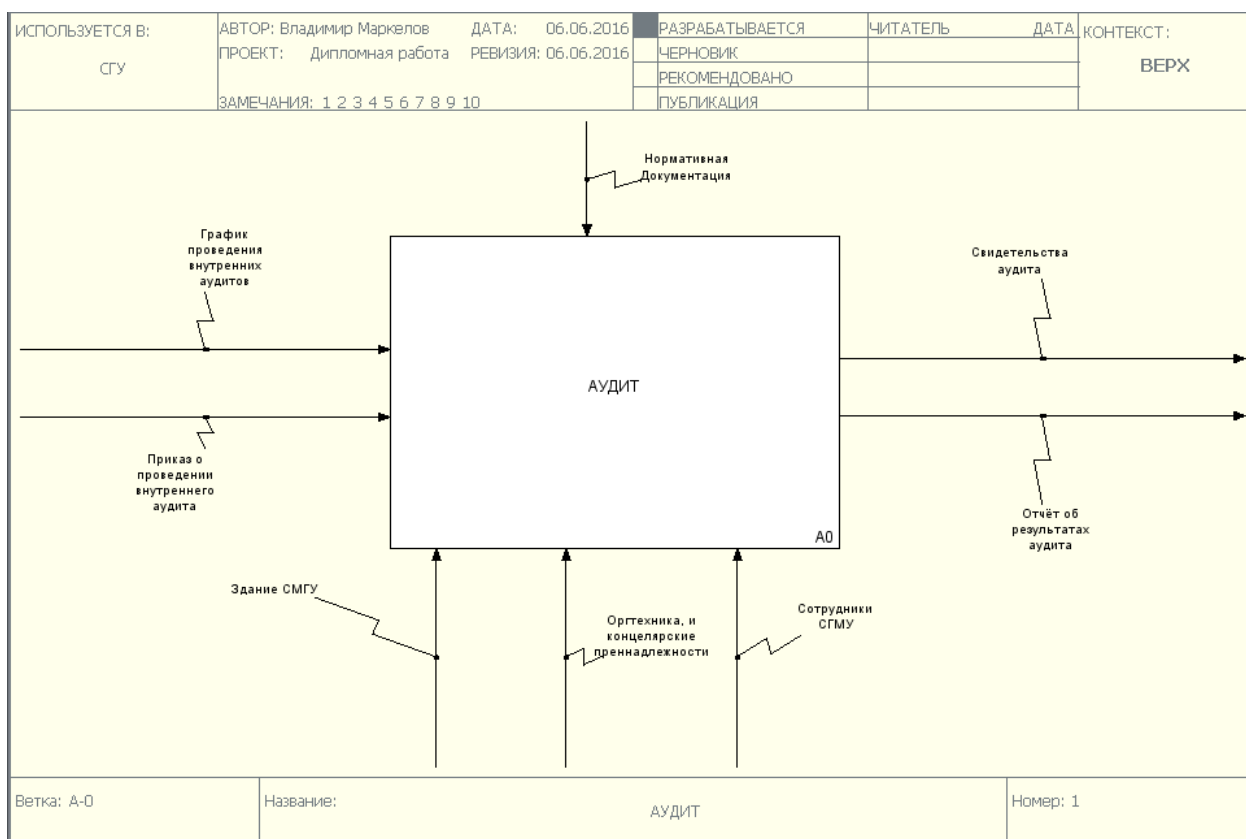 ИСПОЛЬЗУЕТСЯ В:
СГУ
АВТОР: Владимир Маркелов ДАТА: 06.06.2016
ПРОЕКТ: Дипломная работа РЕВИЗИЯ: 06.06.2016
ЗАМЕЧАНИЯ: 1 2 3 4 5 6 7 8 9 10
РАЗРАБАТЫВАЕТСЯ
ЧЕРНОВИК
РЕКОМЕНДОВАНО
ПУБЛИКАЦИЯ
ЧИТАТЕЛЬ ДАТА
КОНТЕКСТ:
ВЕРХ
Нормативная
Документация
График
проведения
внутренних
аудитов
Свидетельства
аудита
АУДИТ
Приказ о
проведении
внутреннего
аудита
Отчёт об
результатах
аудита
A0
Здание СМГУ
Оргтехника, и
концелярские
преннадлежности
Сотрудники
СГМУ
Ветка: A-0
Название:
АУДИТ
Номер: 1